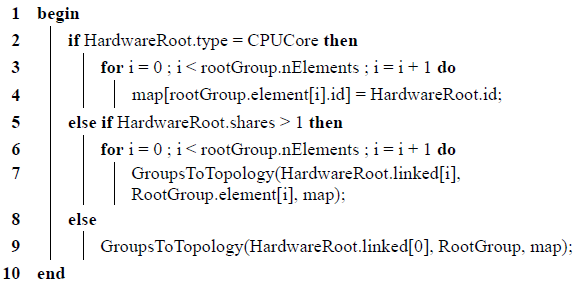 1 begin
2 if HardwareRoot.type = CPUCore then
3 for i = 0 ; i < rootGroup.nElements ; i = i + 1 do
4 map[rootGroup.element[i].id] = HardwareRoot.id;
5 else if HardwareRoot.shares > 1 then
6 for i = 0 ; i < rootGroup.nElements ; i = i + 1 do
7 GroupsToTopology(HardwareRoot.linked[i],
RootGroup.element[i], map);
8 else
9 GroupsToTopology(HardwareRoot.linked[0], RootGroup, map);
10 end